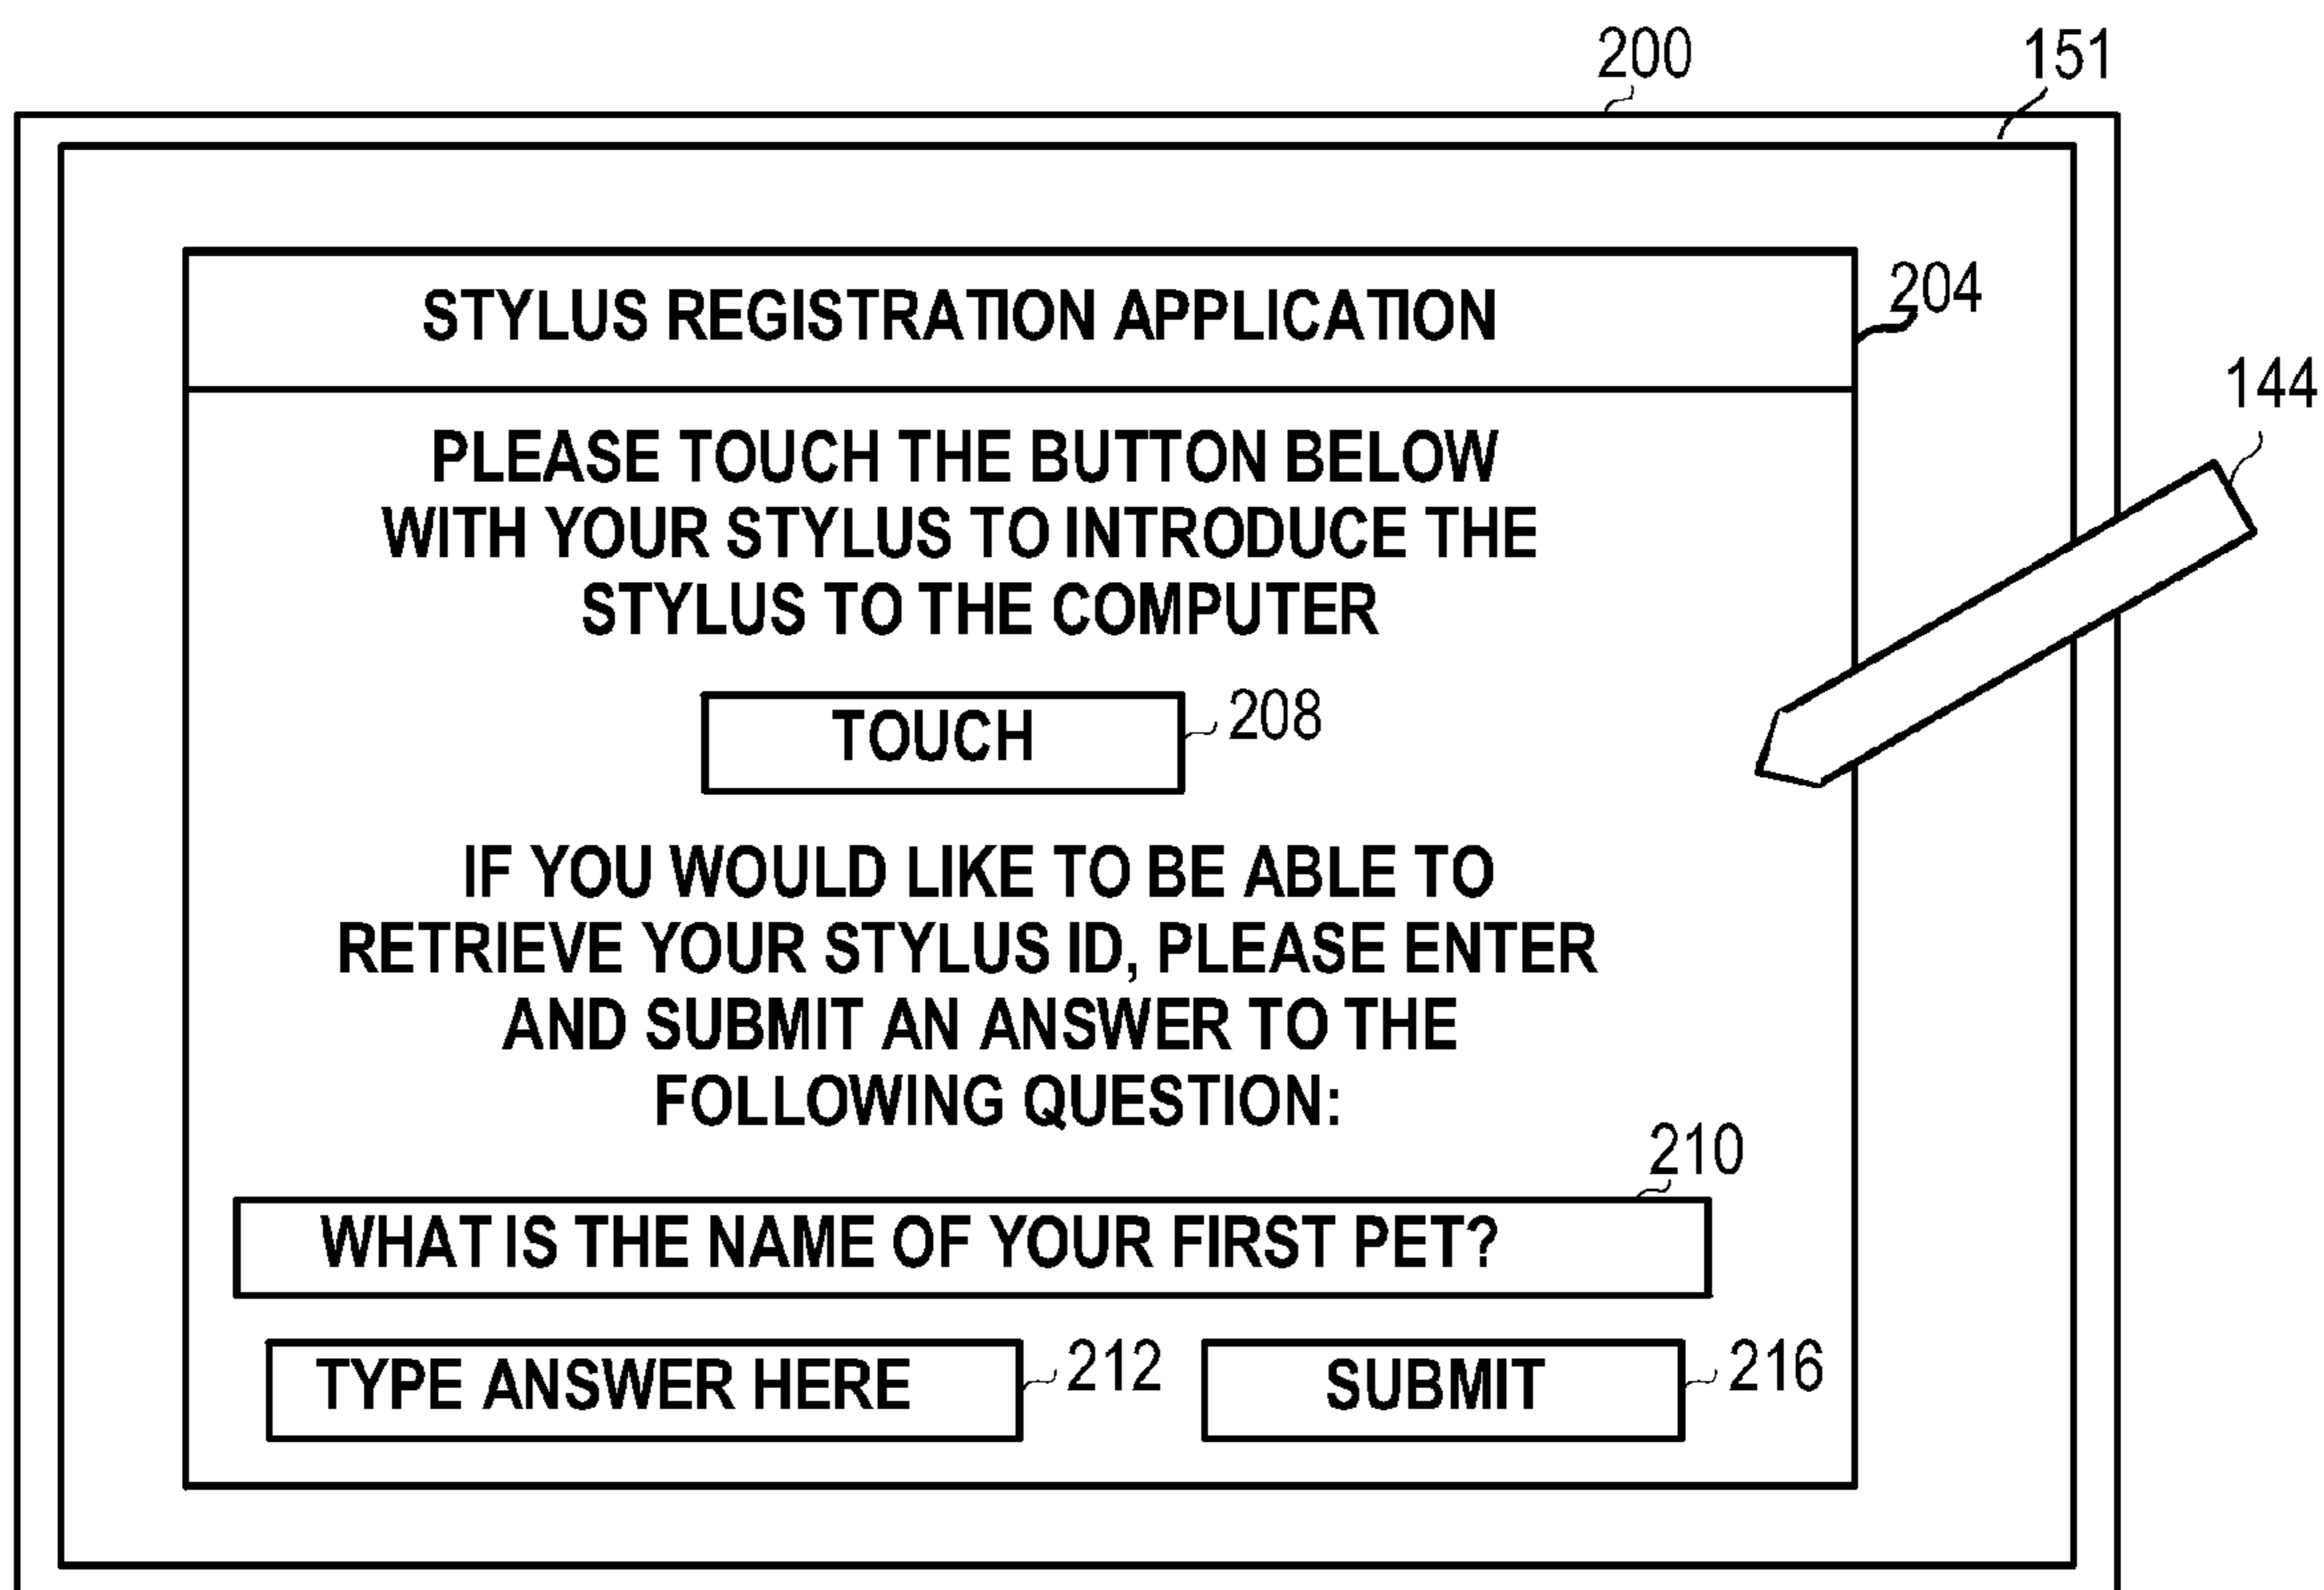 200
151
STYLUS REGISTRATION APPLICATION
204
144
PLEASE TOUCH THE BUTTON BELOW
WITH YOUR STYLUS TO INTRODUCE THE
STYLUS TO THE COMPUTER
TOUCH
208
IF YOU WOULD LIKE TO BE ABLE TO
RETRIEVE YOUR STYLUS ID, PLEASE ENTER
AND SUBMIT AN ANSWER TO THE
FOLLOWING QUESTION:
210
WHAT IS THE NAME OF YOUR FIRST PET?
TYPE ANSWER HERE
212
SUBMIT
216